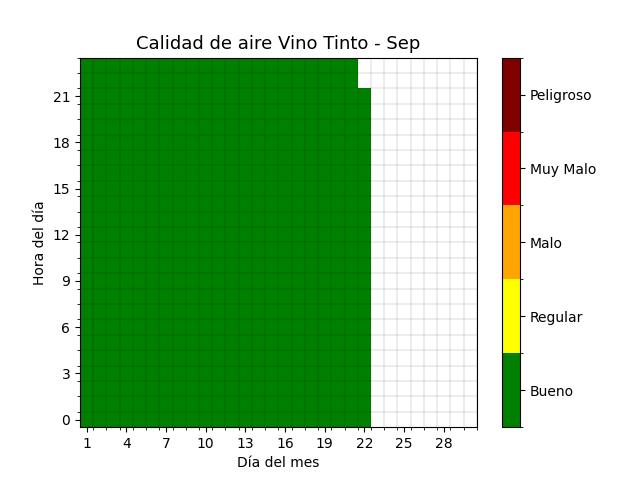 Calidad de aire Vino Tinto - Sep
Hora del día
21
18
15
12
9
6
3
0
1 4 7 10 13 16 19 22 25 28
Día del mes
Peligroso
Muy Malo
Malo
Regular
Bueno